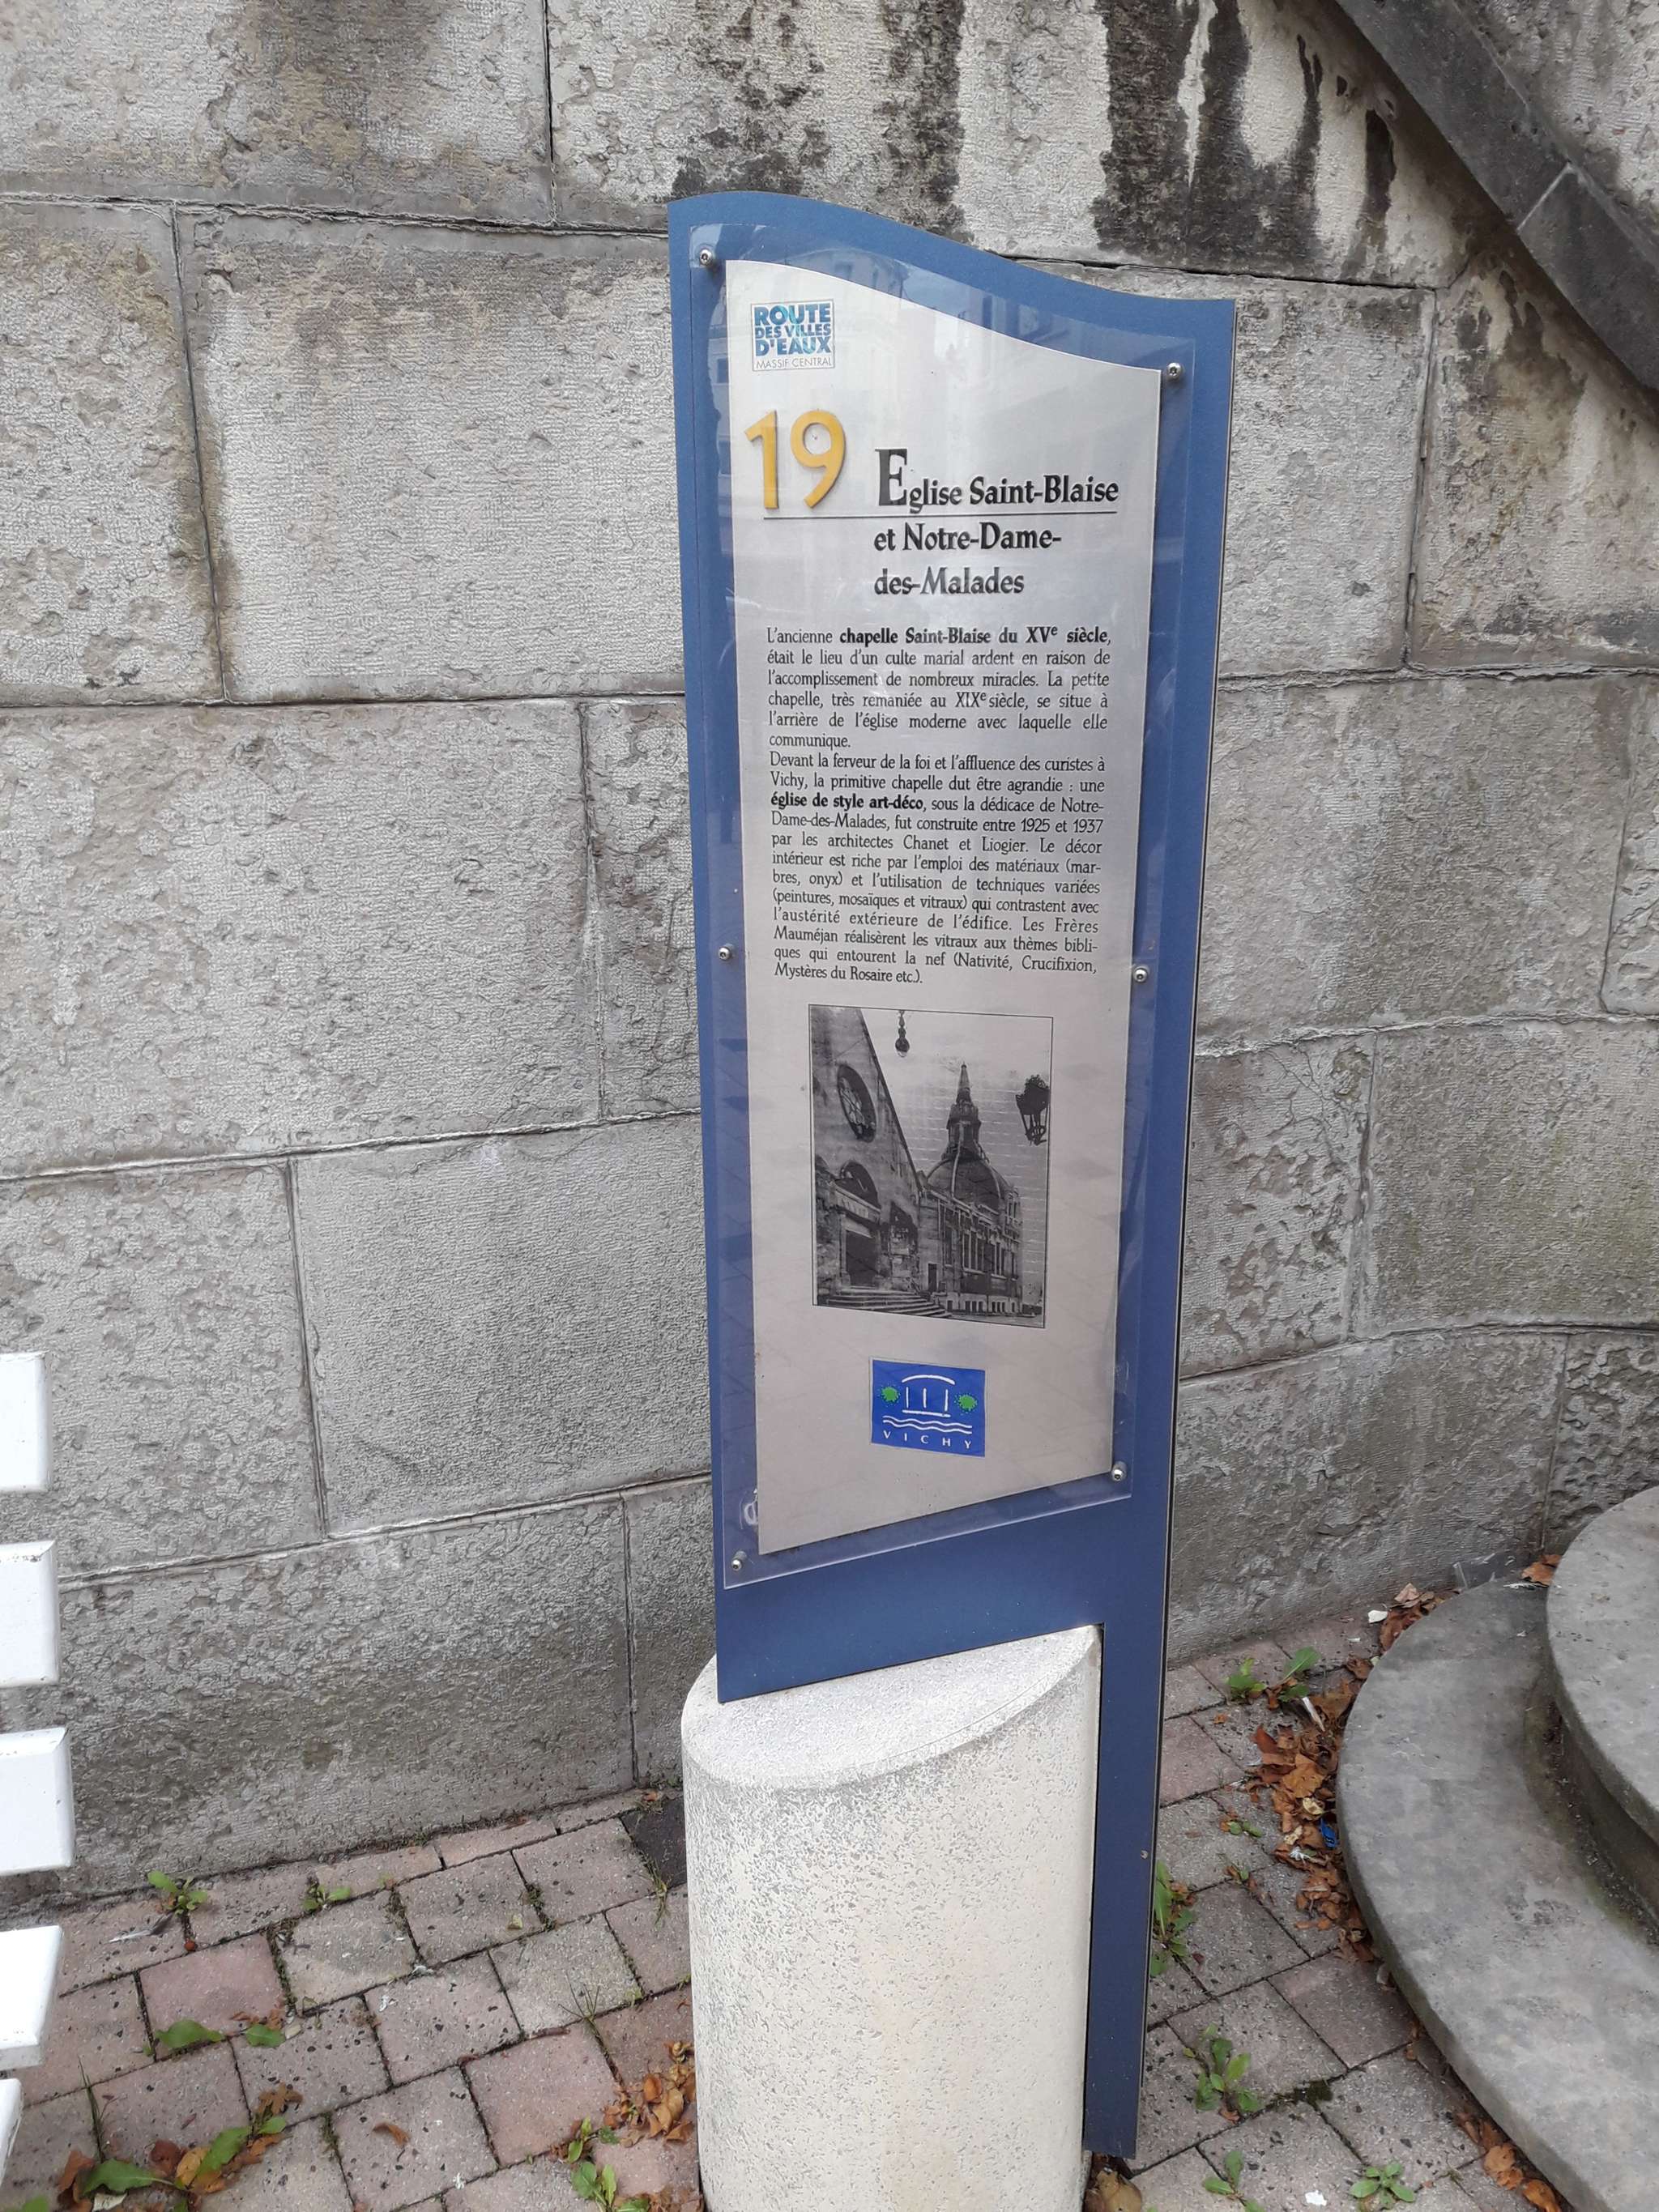 ROUTE
DES VILLES
D'EAUX
MASSIF CENTRAL
19
Eglise Saint-Blaise
et Notre-Dame-
des-Malades
L'ancienne chapelle Saint-Blaise du XVe siècle,
était le lieu d'un culte marial ardent en raison de
l'accomplissement de nombreux miracles. La petite
chapelle, très remaniée au XIXe siècle, se situe à
l'arrière de l'église moderne avec laquelle elle
communique.
Devant la ferveur de la foi et l'affluence des curistes à
Vichy, la primitive chapelle dut être agrandie : une
église de style art-déco, sous la dédicace de Notre-
Dame-des-Malades, fut construite entre 1925 et 1937
par les architectes Chanet et Liogier. Le décor
intérieur est riche par l'emploi des matériaux (mar-
bres, onyx) et l'utilisation de techniques variées
(peintures, mosaïques et vitraux) qui contrastent avec
l'austérité extérieure de l'édifice. Les Frères
Mauméjan réalisèrent les vitraux aux thèmes bibli-
ques qui entourent la nef (Nativité, Crucifixion,
Mystères du Rosaire etc.).
VICHY